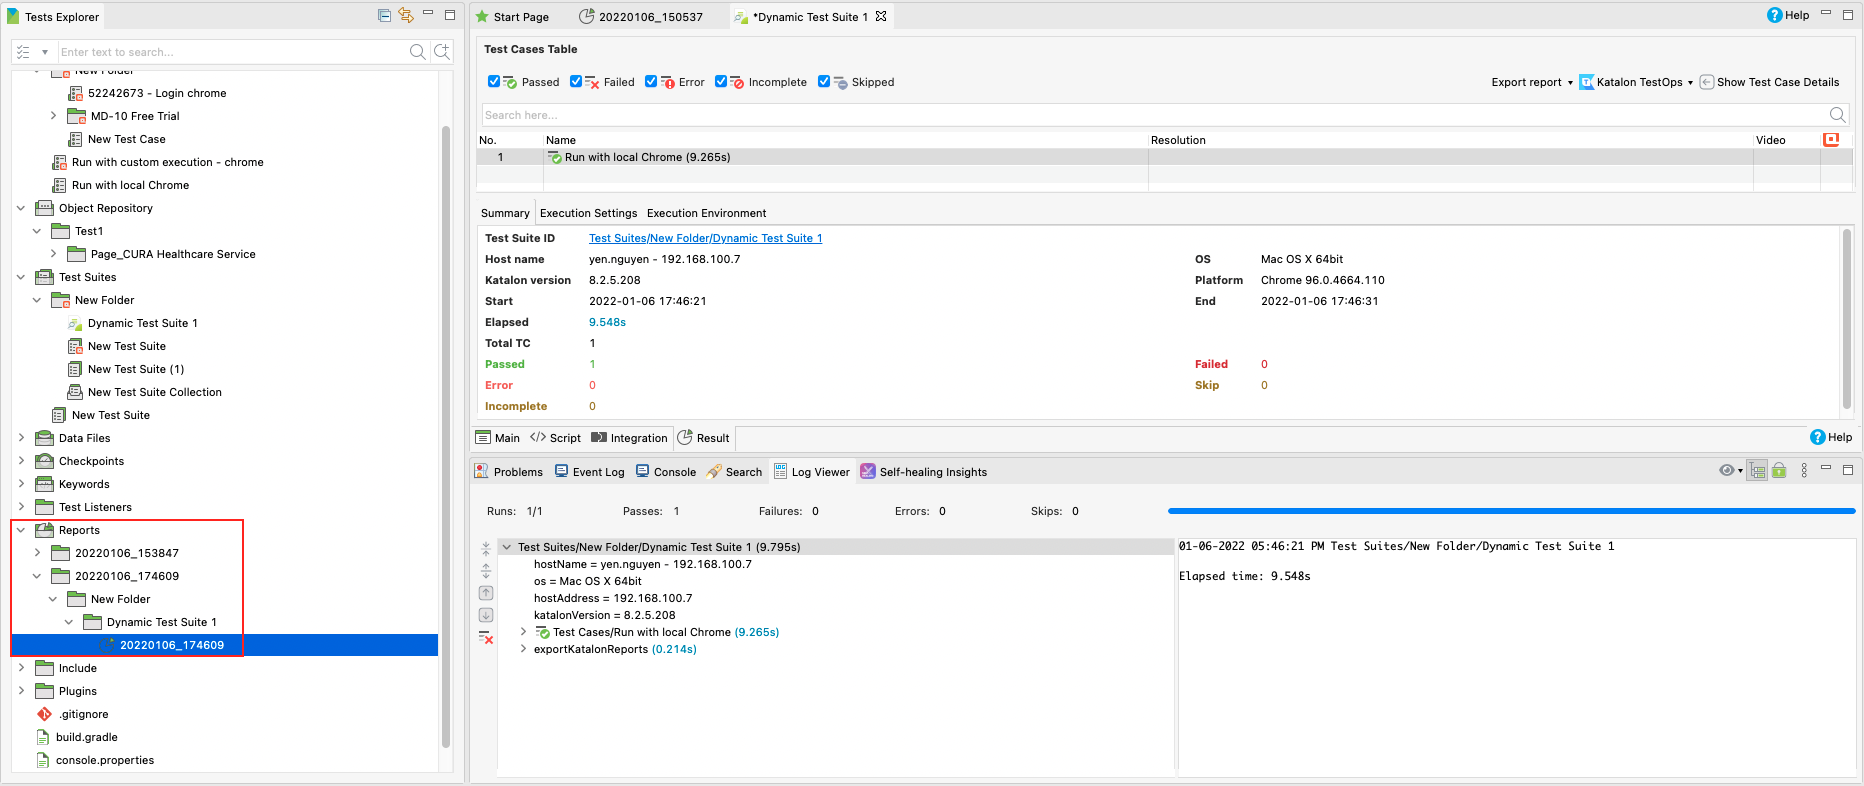 Tests Explorer
Enter text to search...
New Folder
52242673 - Login chrome
MD-10 Free Trial
New Test Case
Run with custom execution - chrome
Run with local Chrome
Object Repository
Test1
Page_CURA Healthcare Service
Test Suites
New Folder
Dynamic Test Suite 1
New Test Suite
New Test Suite (1)
New Test Suite Collection
New Test Suite
Data Files
Checkpoints
Keywords
Test Listeners
Reports
20220106_153847
20220106_174609
New Folder
Dynamic Test Suite 1
20220106_174609
Include
Plugins
.gitignore
build.gradle
console.properties
Start Page 20220106_150537 *Dynamic Test Suite 1 Help
Test Cases Table
Passed Failed Error Incomplete Skipped Export report Katalon TestOps Show Test Case Details
Search here...
No. Name Resolution Video
1 Run with local Chrome (9.265s)
Summary Execution Settings Execution Environment
Test Suite ID Test Suites/New Folder/Dynamic Test Suite 1
Host name yen.nguyen - 192.168.100.7 OS Mac OS X 64bit
Katalon version 8.2.5.208 Platform Chrome 96.0.4664.110
Start 2022-01-06 17:46:21 End 2022-01-06 17:46:31
Elapsed 9.548s
Total TC 1
Passed 1 Failed 0
Error 0 Skip 0
Incomplete 0
Main Script Integration Result Help
Problems Event Log Console Search Log Viewer Self-healing Insights
Runs: 1/1 Passes: 1 Failures: 0 Errors: 0 Skips: 0
Test Suites/New Folder/Dynamic Test Suite 1 (9.795s)
hostName = yen.nguyen - 192.168.100.7
os = Mac OS X 64bit
hostAddress = 192.168.100.7
katalonVersion = 8.2.5.208
Test Cases/Run with local Chrome (9.265s)
exportKatalonReports (0.214s)
01-06-2022 05:46:21 PM Test Suites/New Folder/Dynamic Test Suite 1
Elapsed time: 9.548s